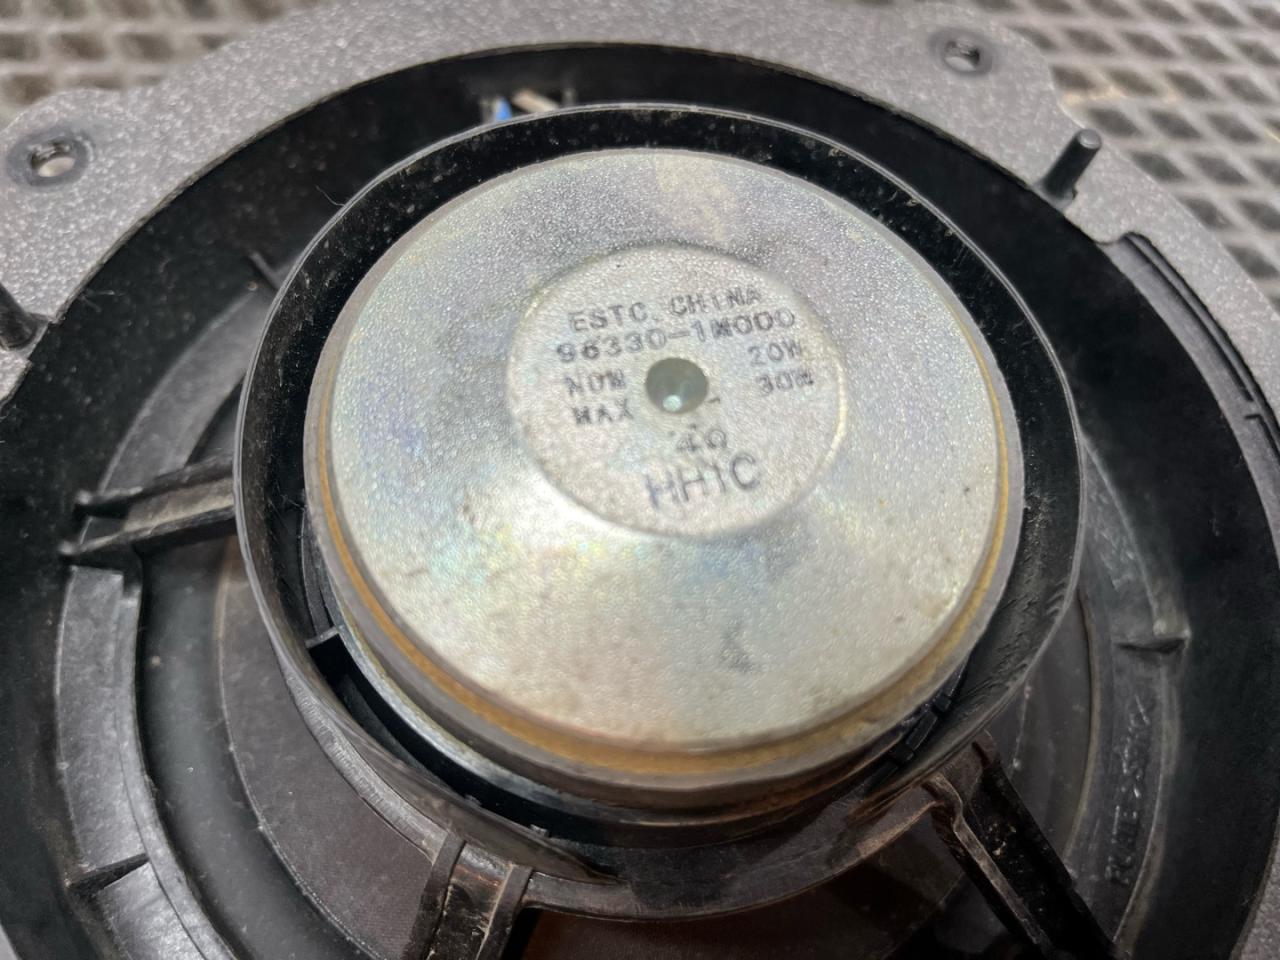 ESTC. CHINA
96330-1M000
NOM 20W
MAX - 30W
4Ω
HH1C